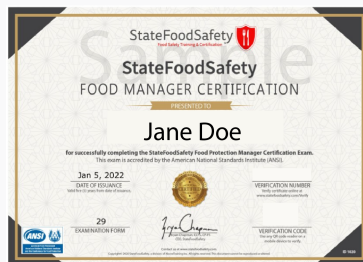 StateFoodSafety
Food Safety Training & Certification
Sample
StateFoodSafety
FOOD MANAGER CERTIFICATION
PRESENTED TO
Jane Doe
for successfully completing the StateFoodSafety Food Protection Manager Certification Exam.
This exam is accredited by the American National Standards Institute (ANSI).
Jan 5, 2022
DATE OF ISSUANCE
VERIFICATION NUMBER
29
EXAMINATION FORM
VERIFICATION CODE
ANSI